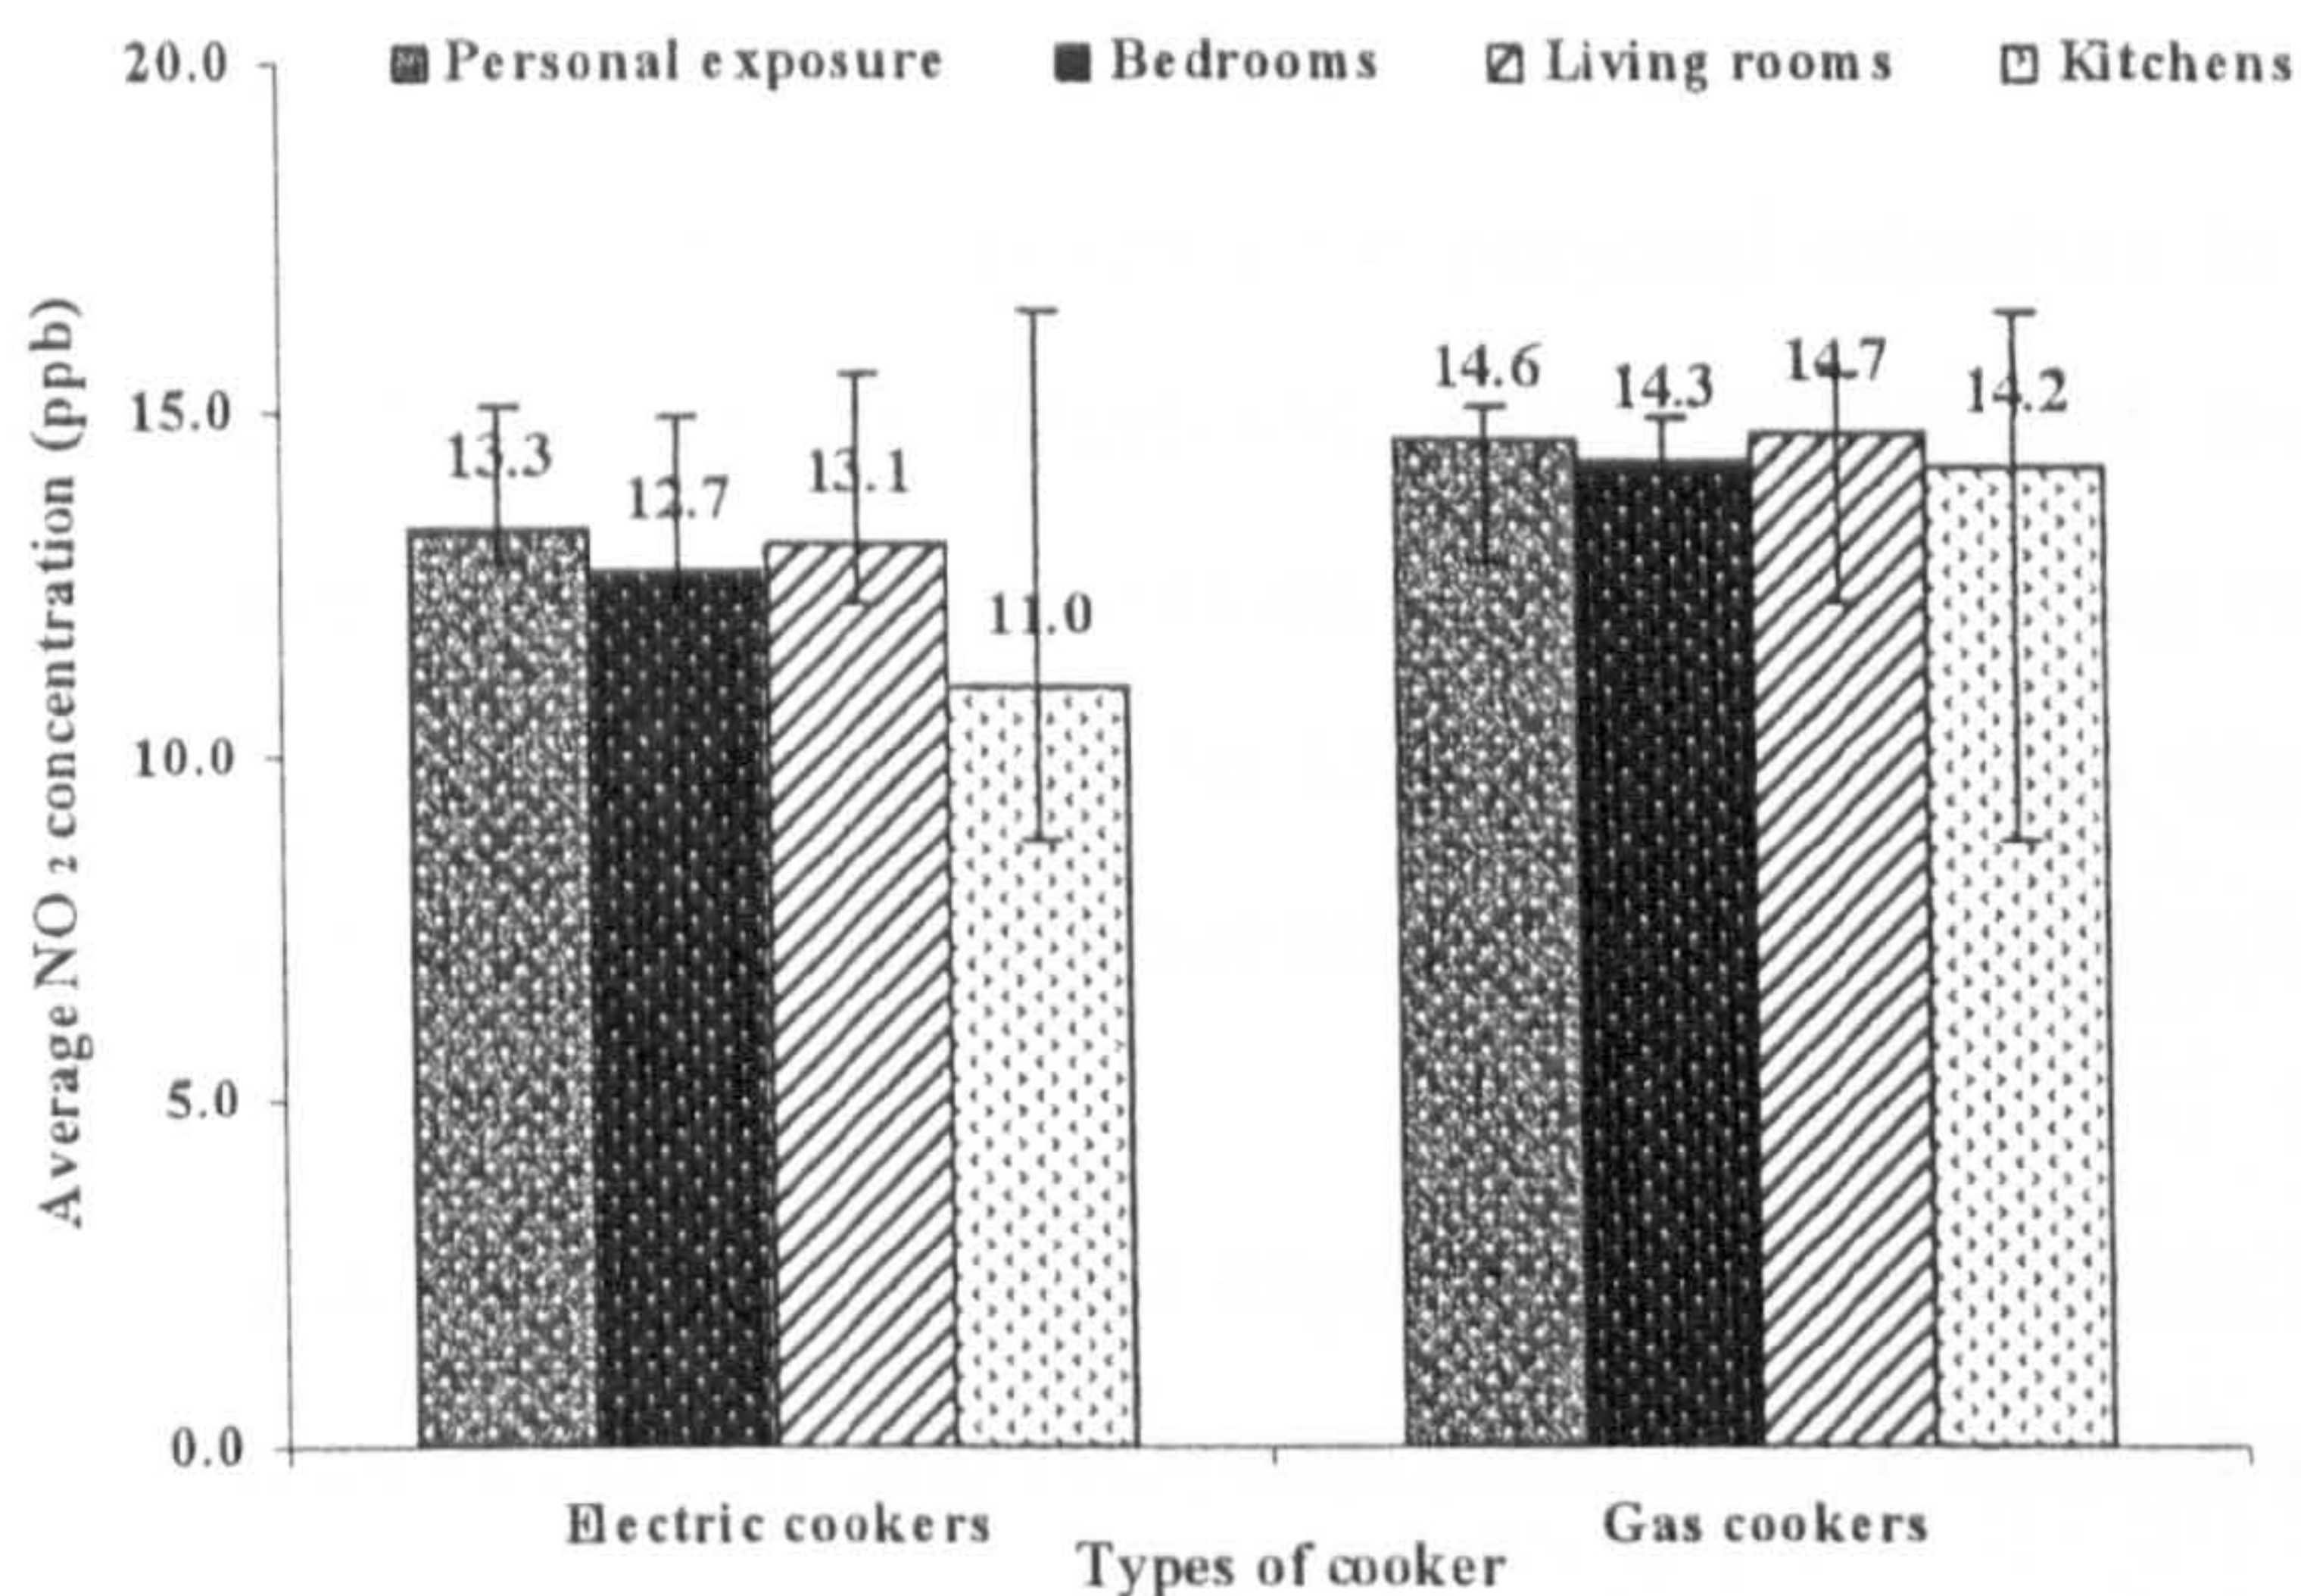 20.0 Personal exposure Bedrooms Living rooms Kitchens
15.0
10.0
5.0
0.0
Average NO 2 concentration (ppb)
13.3
12.7
13.1
11.0
14.6
14.3
14.7
14.2
Electric cookers
Gas cookers
Types of cooker